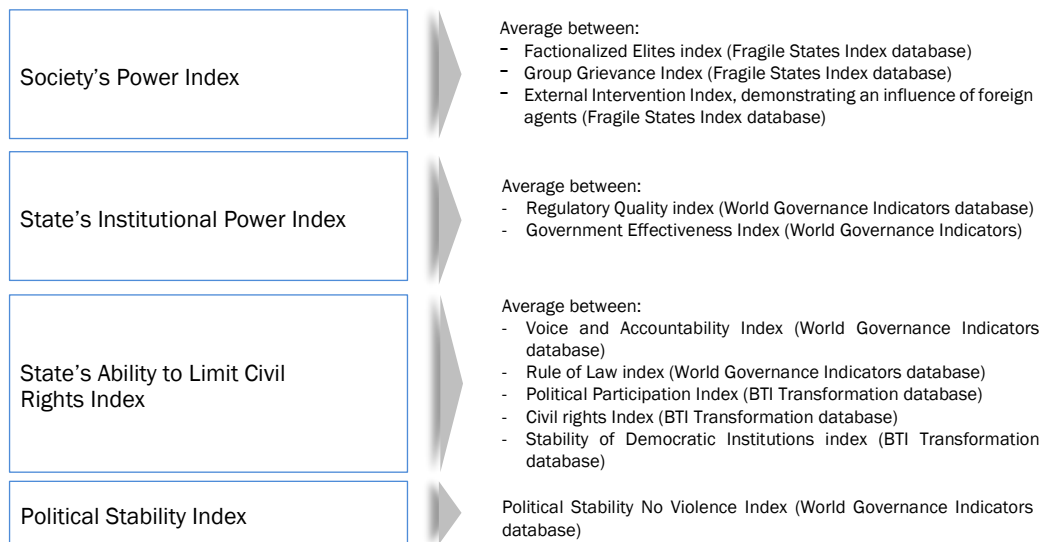 Society's Power Index
Average between:
- Factionalized Elites index (Fragile States Index database)
- Group Grievance Index (Fragile States Index database)
- External Intervention Index, demonstrating an influence of foreign
agents (Fragile States Index database)
State's Institutional Power Index
Average between:
- Regulatory Quality index (World Governance Indicators database)
- Government Effectiveness Index (World Governance Indicators)
State's Ability to Limit Civil
Rights Index
Average between:
- Voice and Accountability Index (World Governance Indicators
database)
- Rule of Law index (World Governance Indicators database)
- Political Participation Index (BTI Transformation database)
- Civil rights Index (BTI Transformation database)
- Stability of Democratic Institutions index (BTI Transformation
database)
Political Stability Index
Political Stability No Violence Index (World Governance Indicators
database)